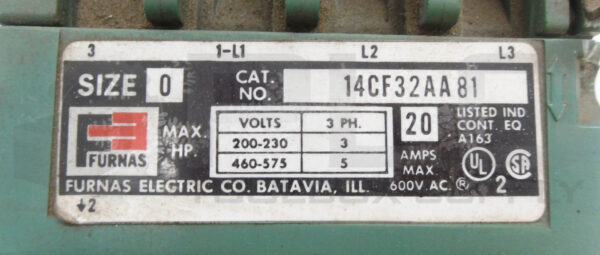 3 1-L1 L2 L3
SIZE 0 CAT. NO. 14CF32AA81
FURNAS
MAX. HP.
VOLTS 3 PH.
200-230 3
460-575 5
20
AMPS MAX.
600V AC.
LISTED IND.
CONT. EQ.
A163
UL ® SA 2
FURNAS ELECTRIC CO. BATAVIA, ILL.
2